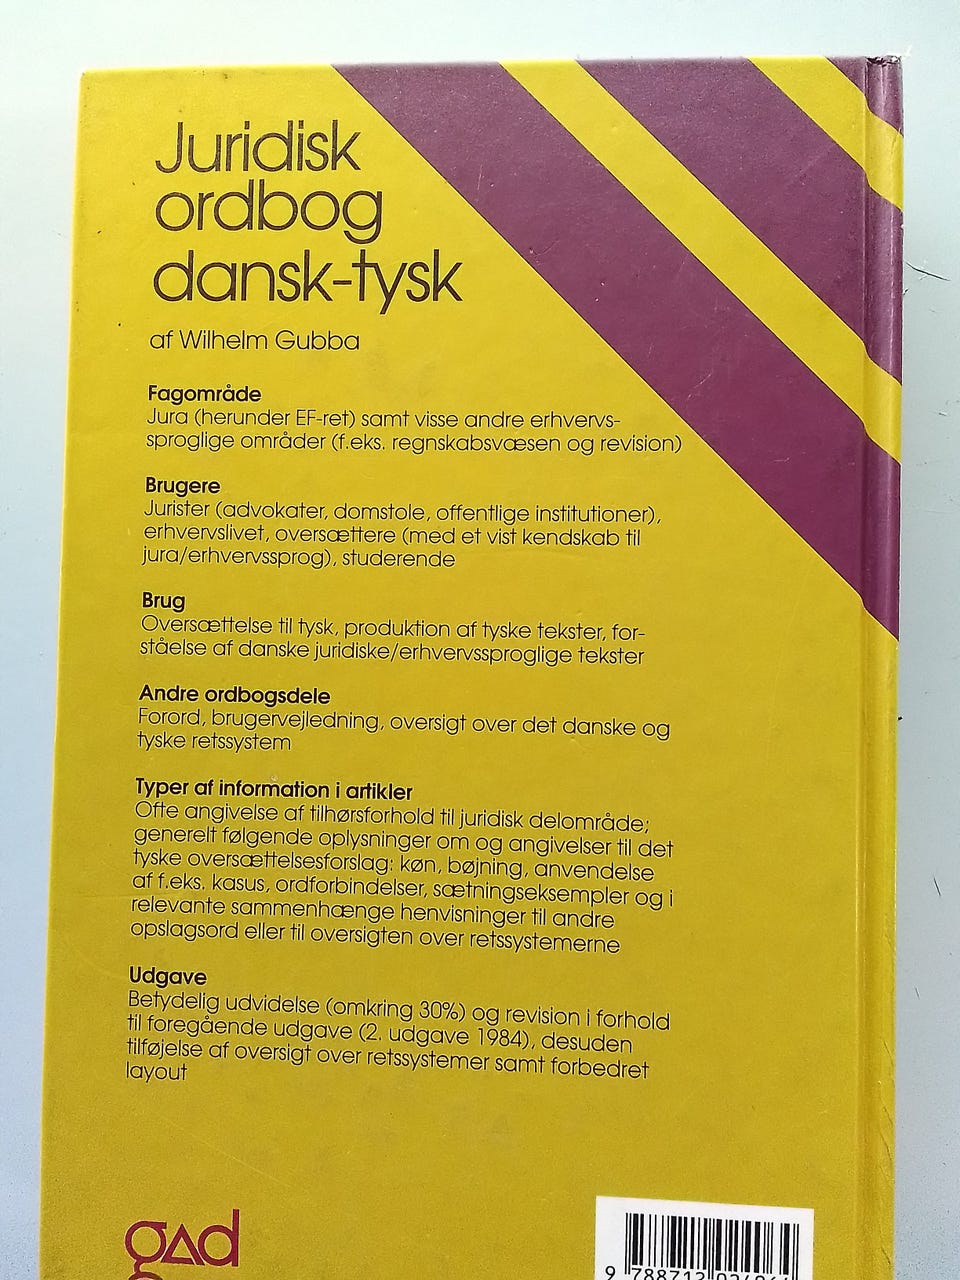 Juridisk
ordbog
dansk-tysk
af Wilhelm Gubba
Fagområde
Jura (herunder EF-ret) samt visse andre erhvervs-
sproglige områder (f.eks. regnskabsvæsen og revision)
Brugere
Jurister (advokater, domstole, offentlige institutioner),
erhvervslivet, oversættere (med et vist kendskab til
jura/erhvervssprog), studerende
Brug
Oversættelse til tysk, produktion af tyske tekster, for-
ståelse af danske juridiske/erhvervssproglige tekster
Andre ordbogsdele
Forord, brugervejledning, oversigt over det danske og
tyske retssystem
Typer af information i artikler
Ofte angivelse af tilhørsforhold til juridisk delområde;
generelt følgende oplysninger om og angivelser til det
tyske oversættelsesforslag: køn, bøjning, anvendelse
af f.eks. kasus, ordforbindelser, sætningseksempler og i
relevante sammenhænge henvisninger til andre
opslagsord eller til oversigten over retssystemerne
Udgave
Betydelig udvidelse (omkring 30%) og revision i forhold
til foregående udgave (2. udgave 1984), desuden
tilføjelse af oversigt over retssystemer samt forbedret
layout
gad